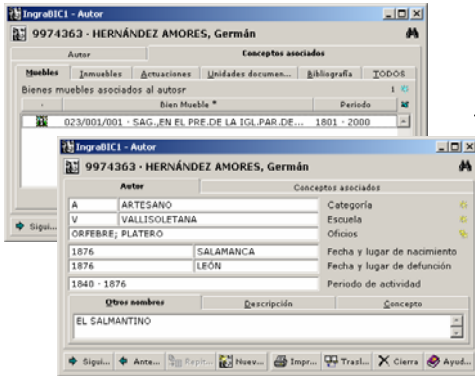 IngraBIC1 - Autor
9974363 - HERNÁNDEZ AMORES, Germán
Autor
Conceptos asociados
Muebles
Inmuebles
Actuaciones
Unidades documen...
Bibliografía
TODOS
Bienes muebles asociados al autosr
1
Bien Mueble *
Periodo
023/001/001 - SAG.,EN EL PRE.DE LA IGL.PAR.DE...
1801 - 2000
Sigui...
IngraBIC1 - Autor
9974363 - HERNÁNDEZ AMORES, Germán
Autor
Conceptos asociados
A ARTESANO Categoría
V VALLISOLETANA Escuela
ORFEBRE; PLATERO Oficios
1876 SALAMANCA Fecha y lugar de nacimiento
1876 LEÓN Fecha y lugar de defunción
1840 - 1876 Periodo de actividad
Otros nombres
Descripción
Concepto
EL SALMANTINO
Sigui... Ante... Repit... Nuev... Impr... Trasl... Cierra Ayud...